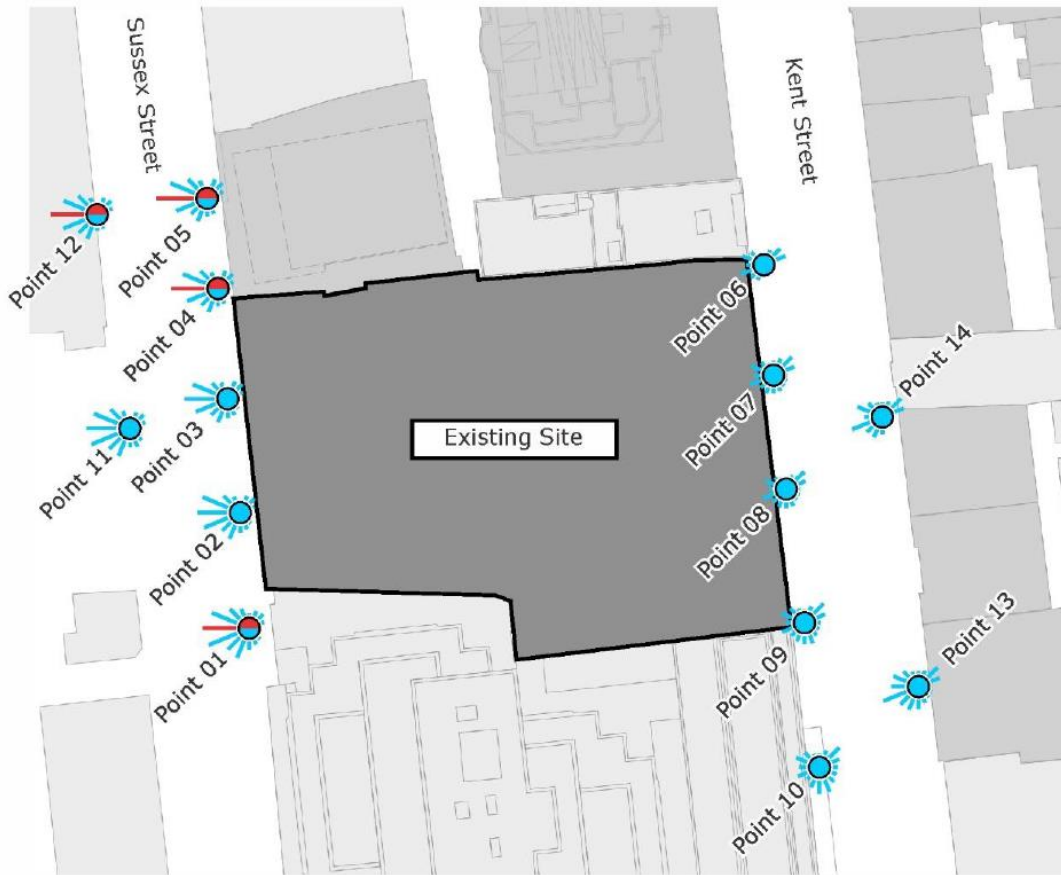 Sussex Street
Kent Street
Point 12
Point 05
Point 04
Point 06
Point 03
Point 11
Point 07
Point 14
Existing Site
Point 02
Point 08
Point 01
Point 09
Point 13
Point 10